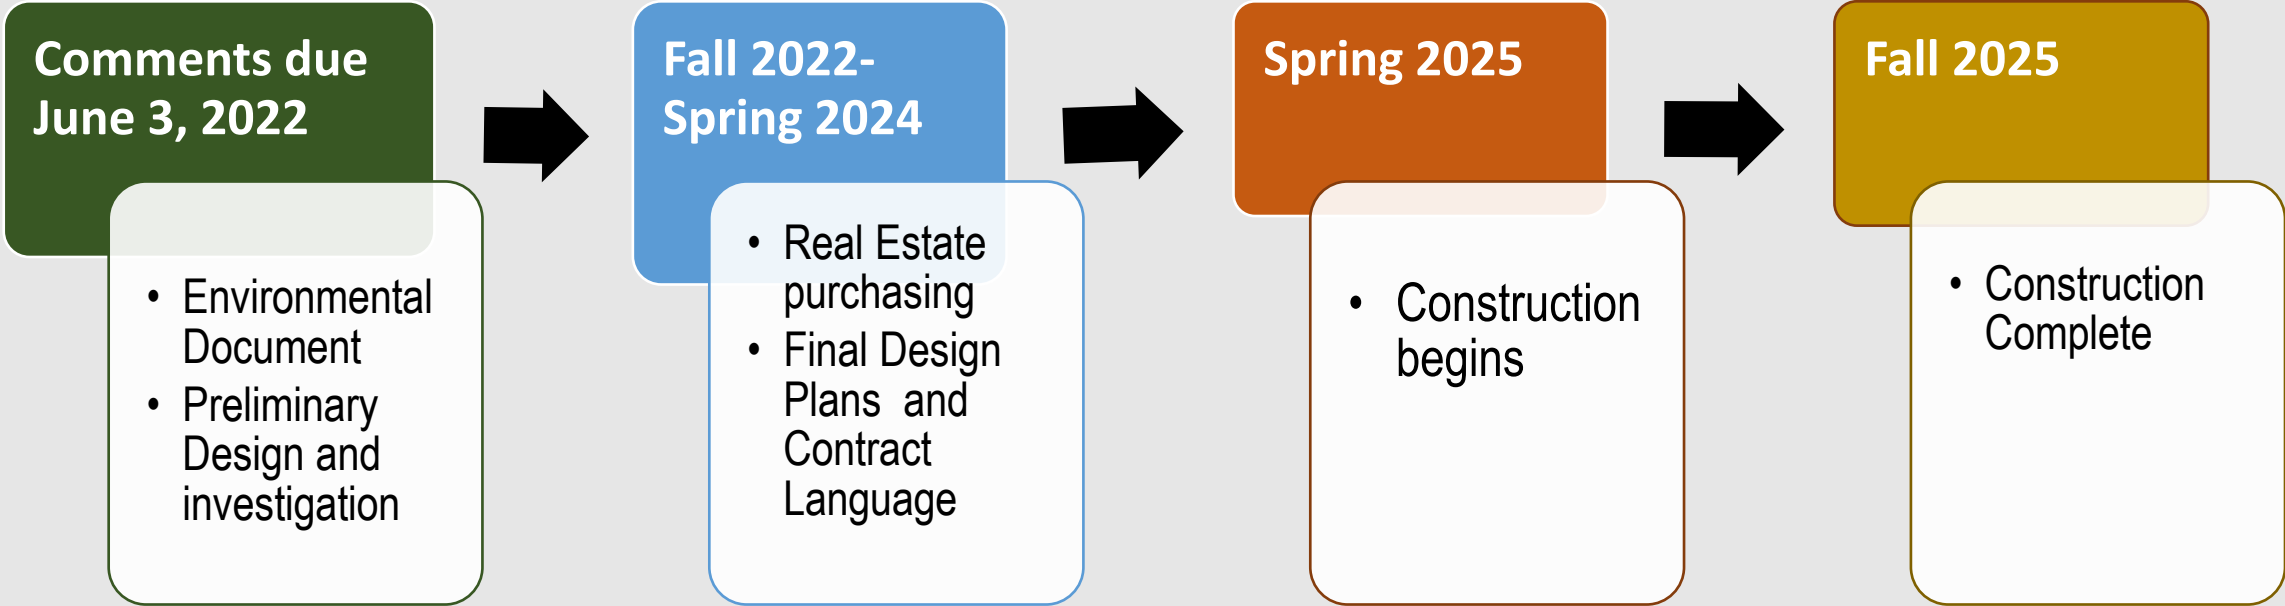 Comments due
June 3, 2022
• Environmental
Document
• Preliminary
Design and
investigation
Fall 2022-
Spring 2024
• Real Estate
purchasing
• Final Design
Plans  and
Contract
Language
Spring 2025
• Construction
begins
Fall 2025
• Construction
Complete